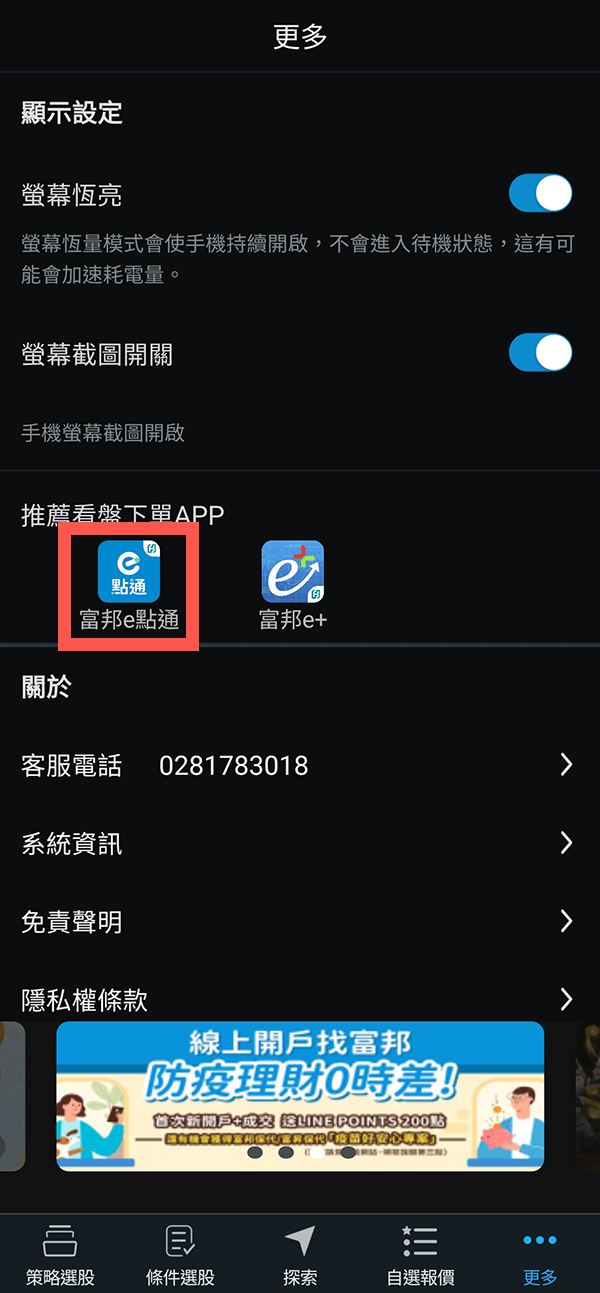 更多
顯示設定
螢幕恆亮
螢幕恆量模式會使手機持續開啟，不會進入待機狀態，這有可
能會加速耗電量。
螢幕截圖開關
手機螢幕截圖開啟
推薦看盤下單APP
e
點通
富邦e點通
e
富邦e+
關於
客服電話 0281783018
系統資訊
免責聲明
隱私權條款
線上開戶找富邦
防疫理財0時差!
首次新開戶+成交 送LINE POINTS 200點
還有機會獲得富邦保代/富昇保代「疫苗好安心專案」
策略選股 條件選股 探索 自選報價 更多